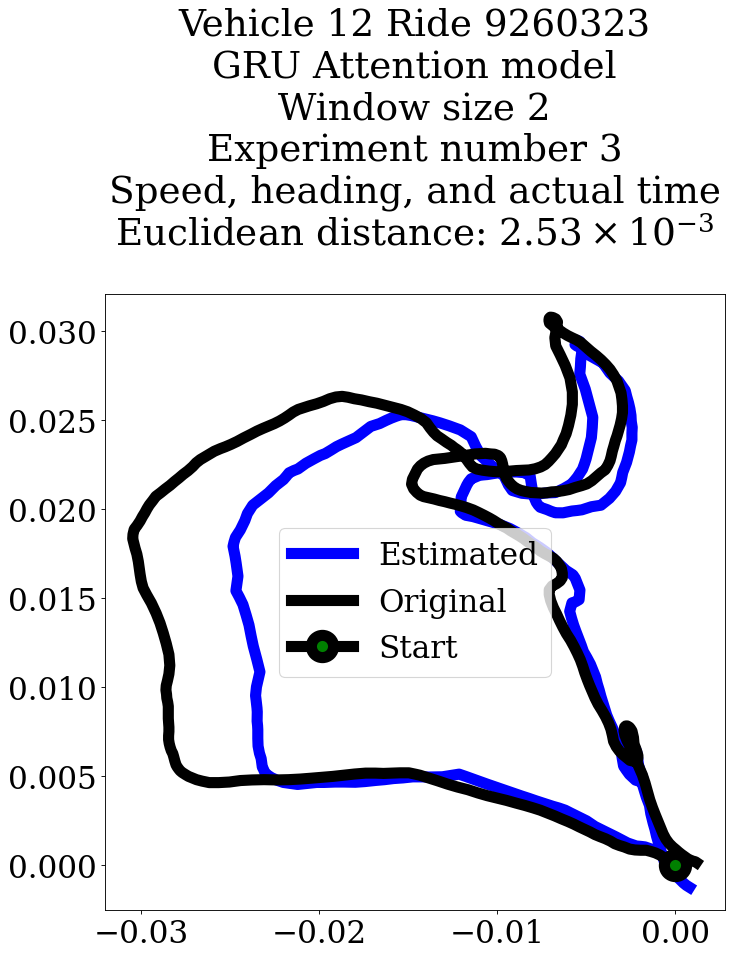 Vehicle 12 Ride 9260323
GRU Attention model
Window size 2
Experiment number 3
Speed, heading, and actual time
Euclidean distance: 2.53 × 10⁻³
0.030
0.025
0.020
0.015
0.010
0.005
0.000
Estimated
Original
Start
−0.03 −0.02 −0.01 0.00